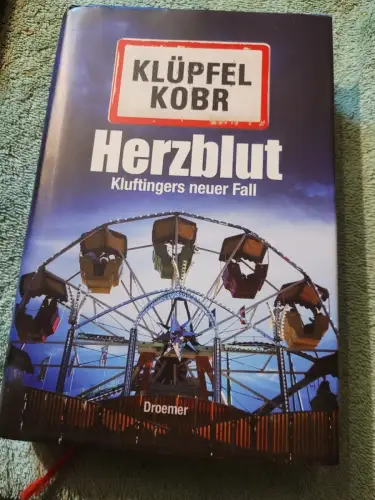 KLÜPFEL
KOBR
Herzblut
Kluftingers neuer Fall
Droemer